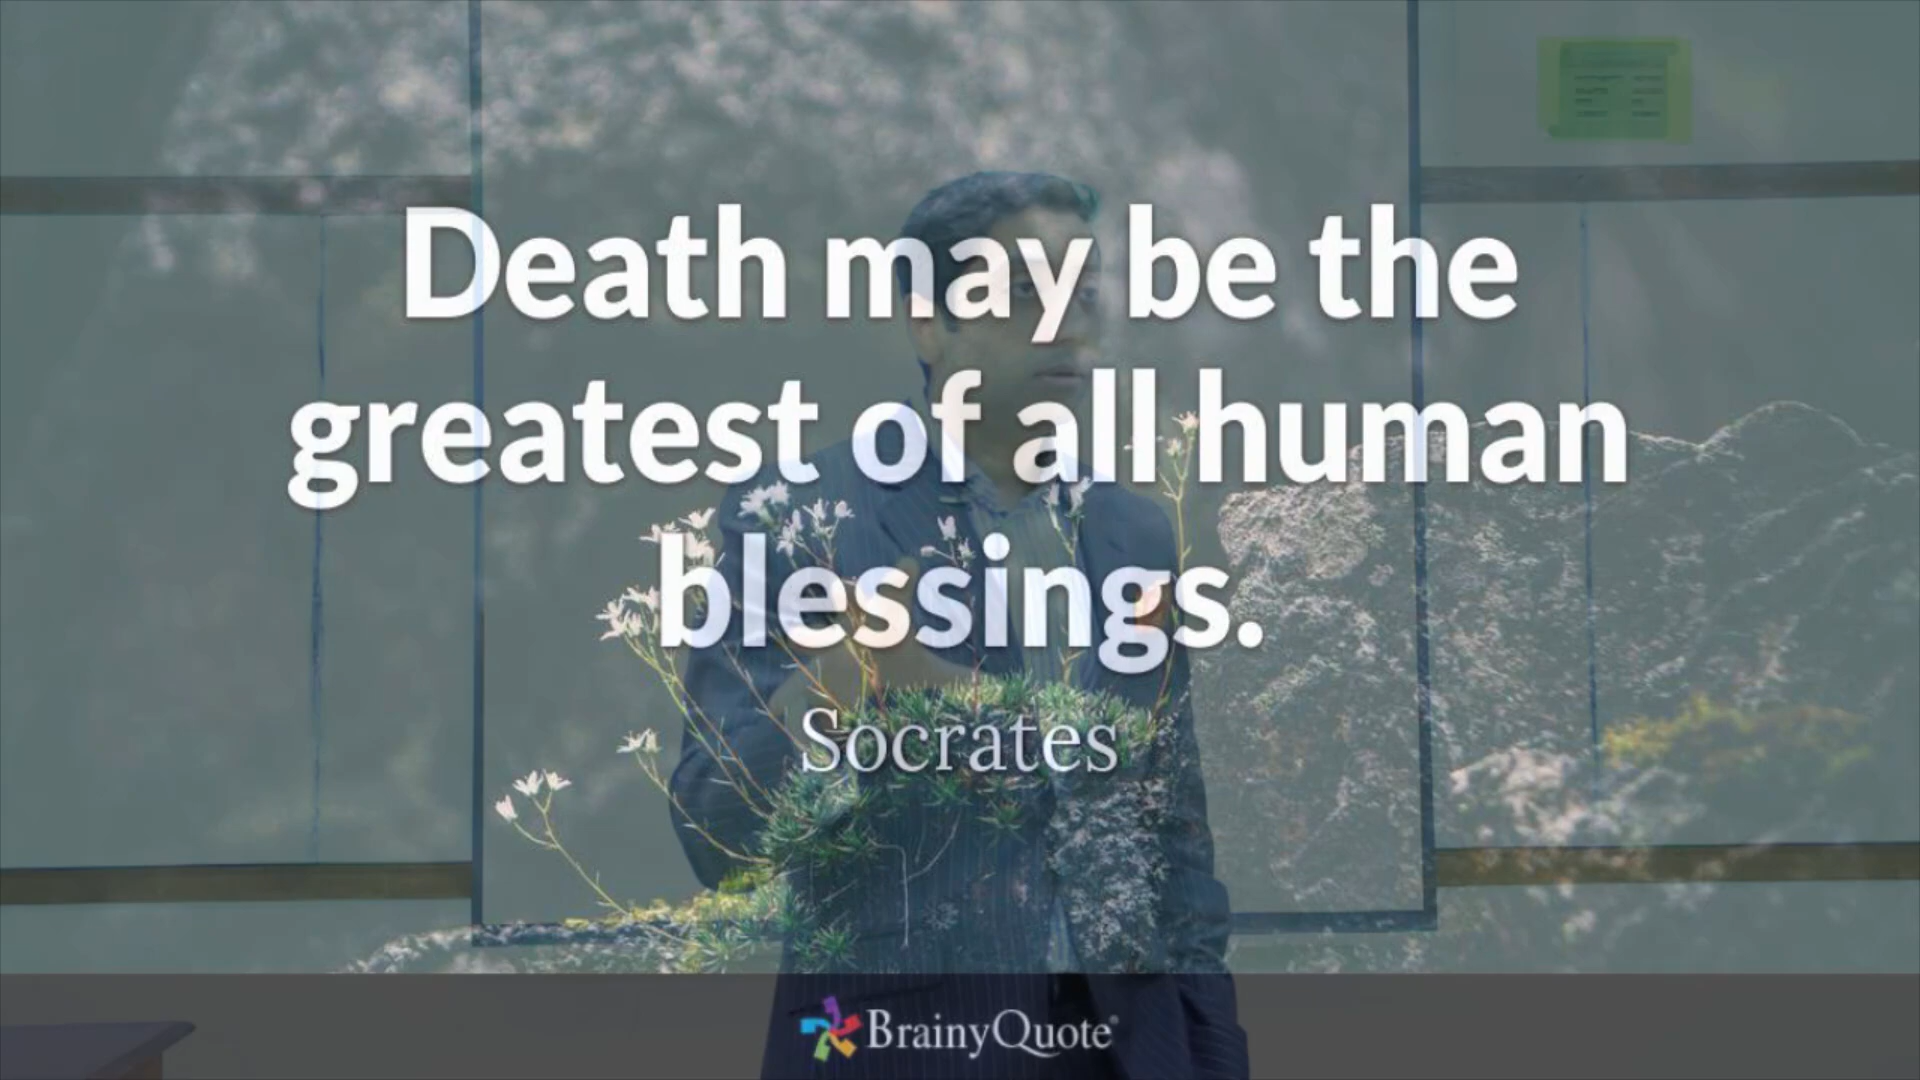 Death may be the
greatest of all human
blessings.
Socrates
BrainyQuote®